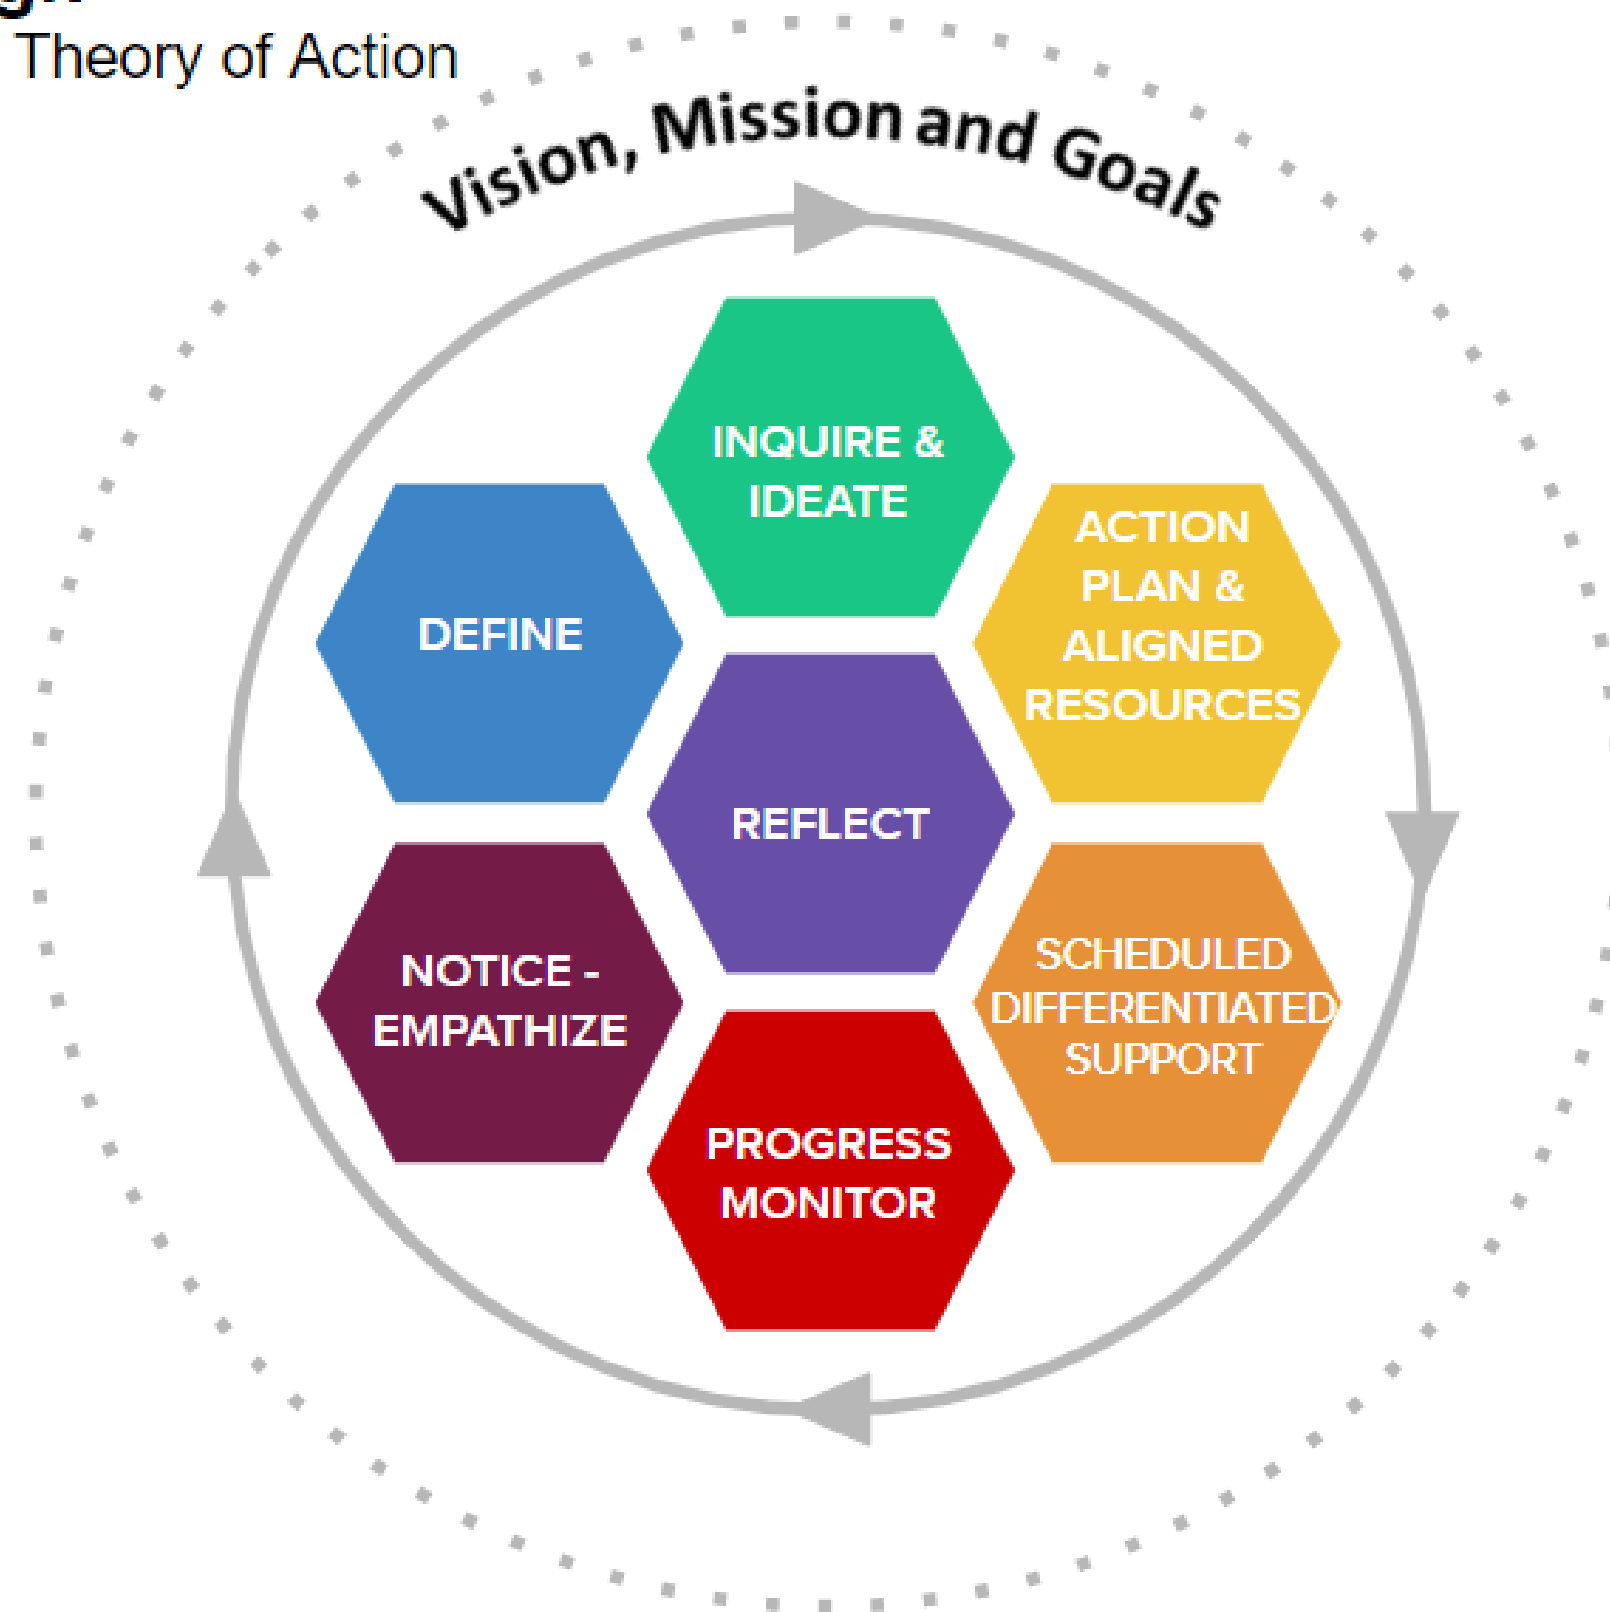 Theory of Action
Vision, Mission and Goals
INQUIRE &
IDEATE
DEFINE
ACTION
PLAN &
ALIGNED
RESOURCES
REFLECT
NOTICE -
EMPATHIZE
SCHEDULED
DIFFERENTIATED
SUPPORT
PROGRESS
MONITOR